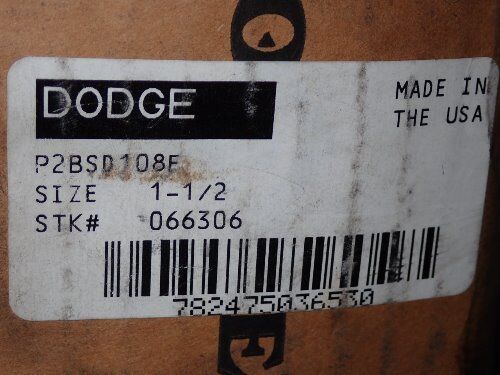 DODGE
MADE IN
THE USA
P2BSD108E
SIZE 1-1/2
STK# 066306
782475036530